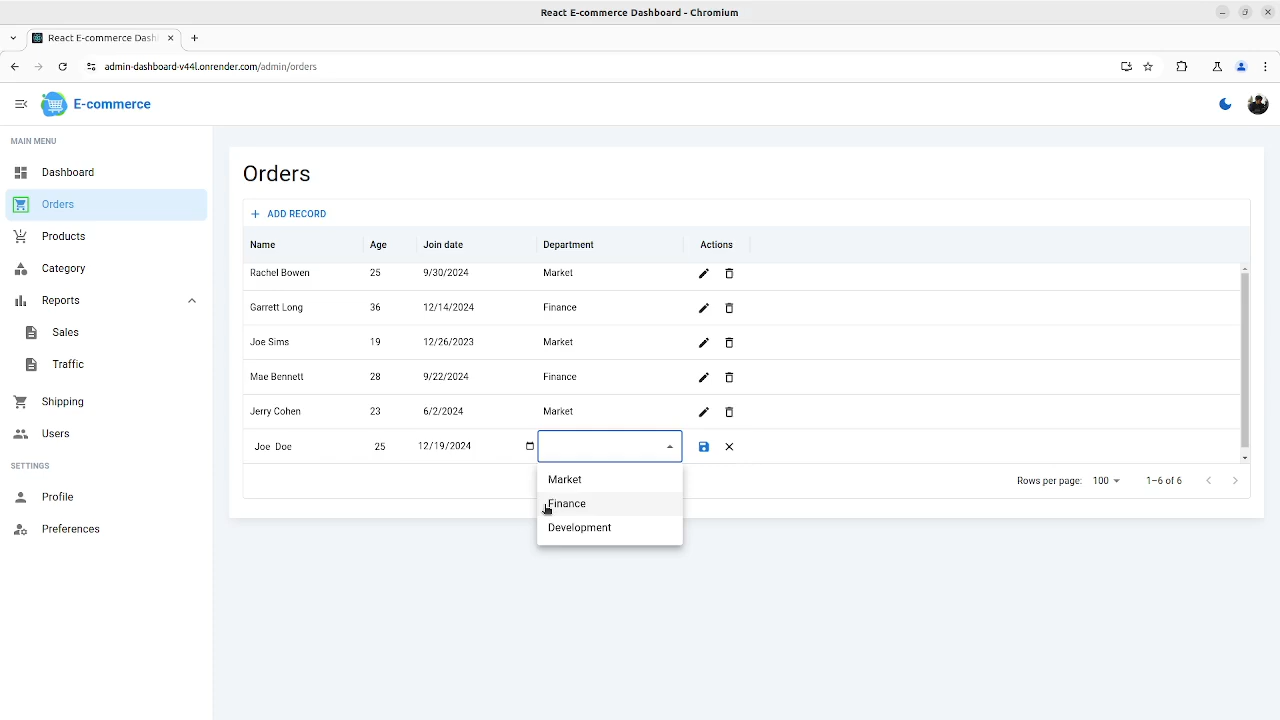 React E-commerce Dashboard - Chromium
React E-commerce Dash
admin-dashboard-v44l.onrender.com/admin/orders
E-commerce
MAIN MENU
Dashboard
Orders
Products
Category
Reports
Sales
Traffic
Shipping
Users
SETTINGS
Profile
Preferences
Orders
ADD RECORD
Name Age Join date Department Actions
Rachel Bowen 25 9/30/2024 Market
Garrett Long 36 12/14/2024 Finance
Joe Sims 19 12/26/2023 Market
Mae Bennett 28 9/22/2024 Finance
Jerry Cohen 23 6/2/2024 Market
Joe Doe 25 12/19/2024
Market
Finance
Development
Rows per page: 100 1–6 of 6